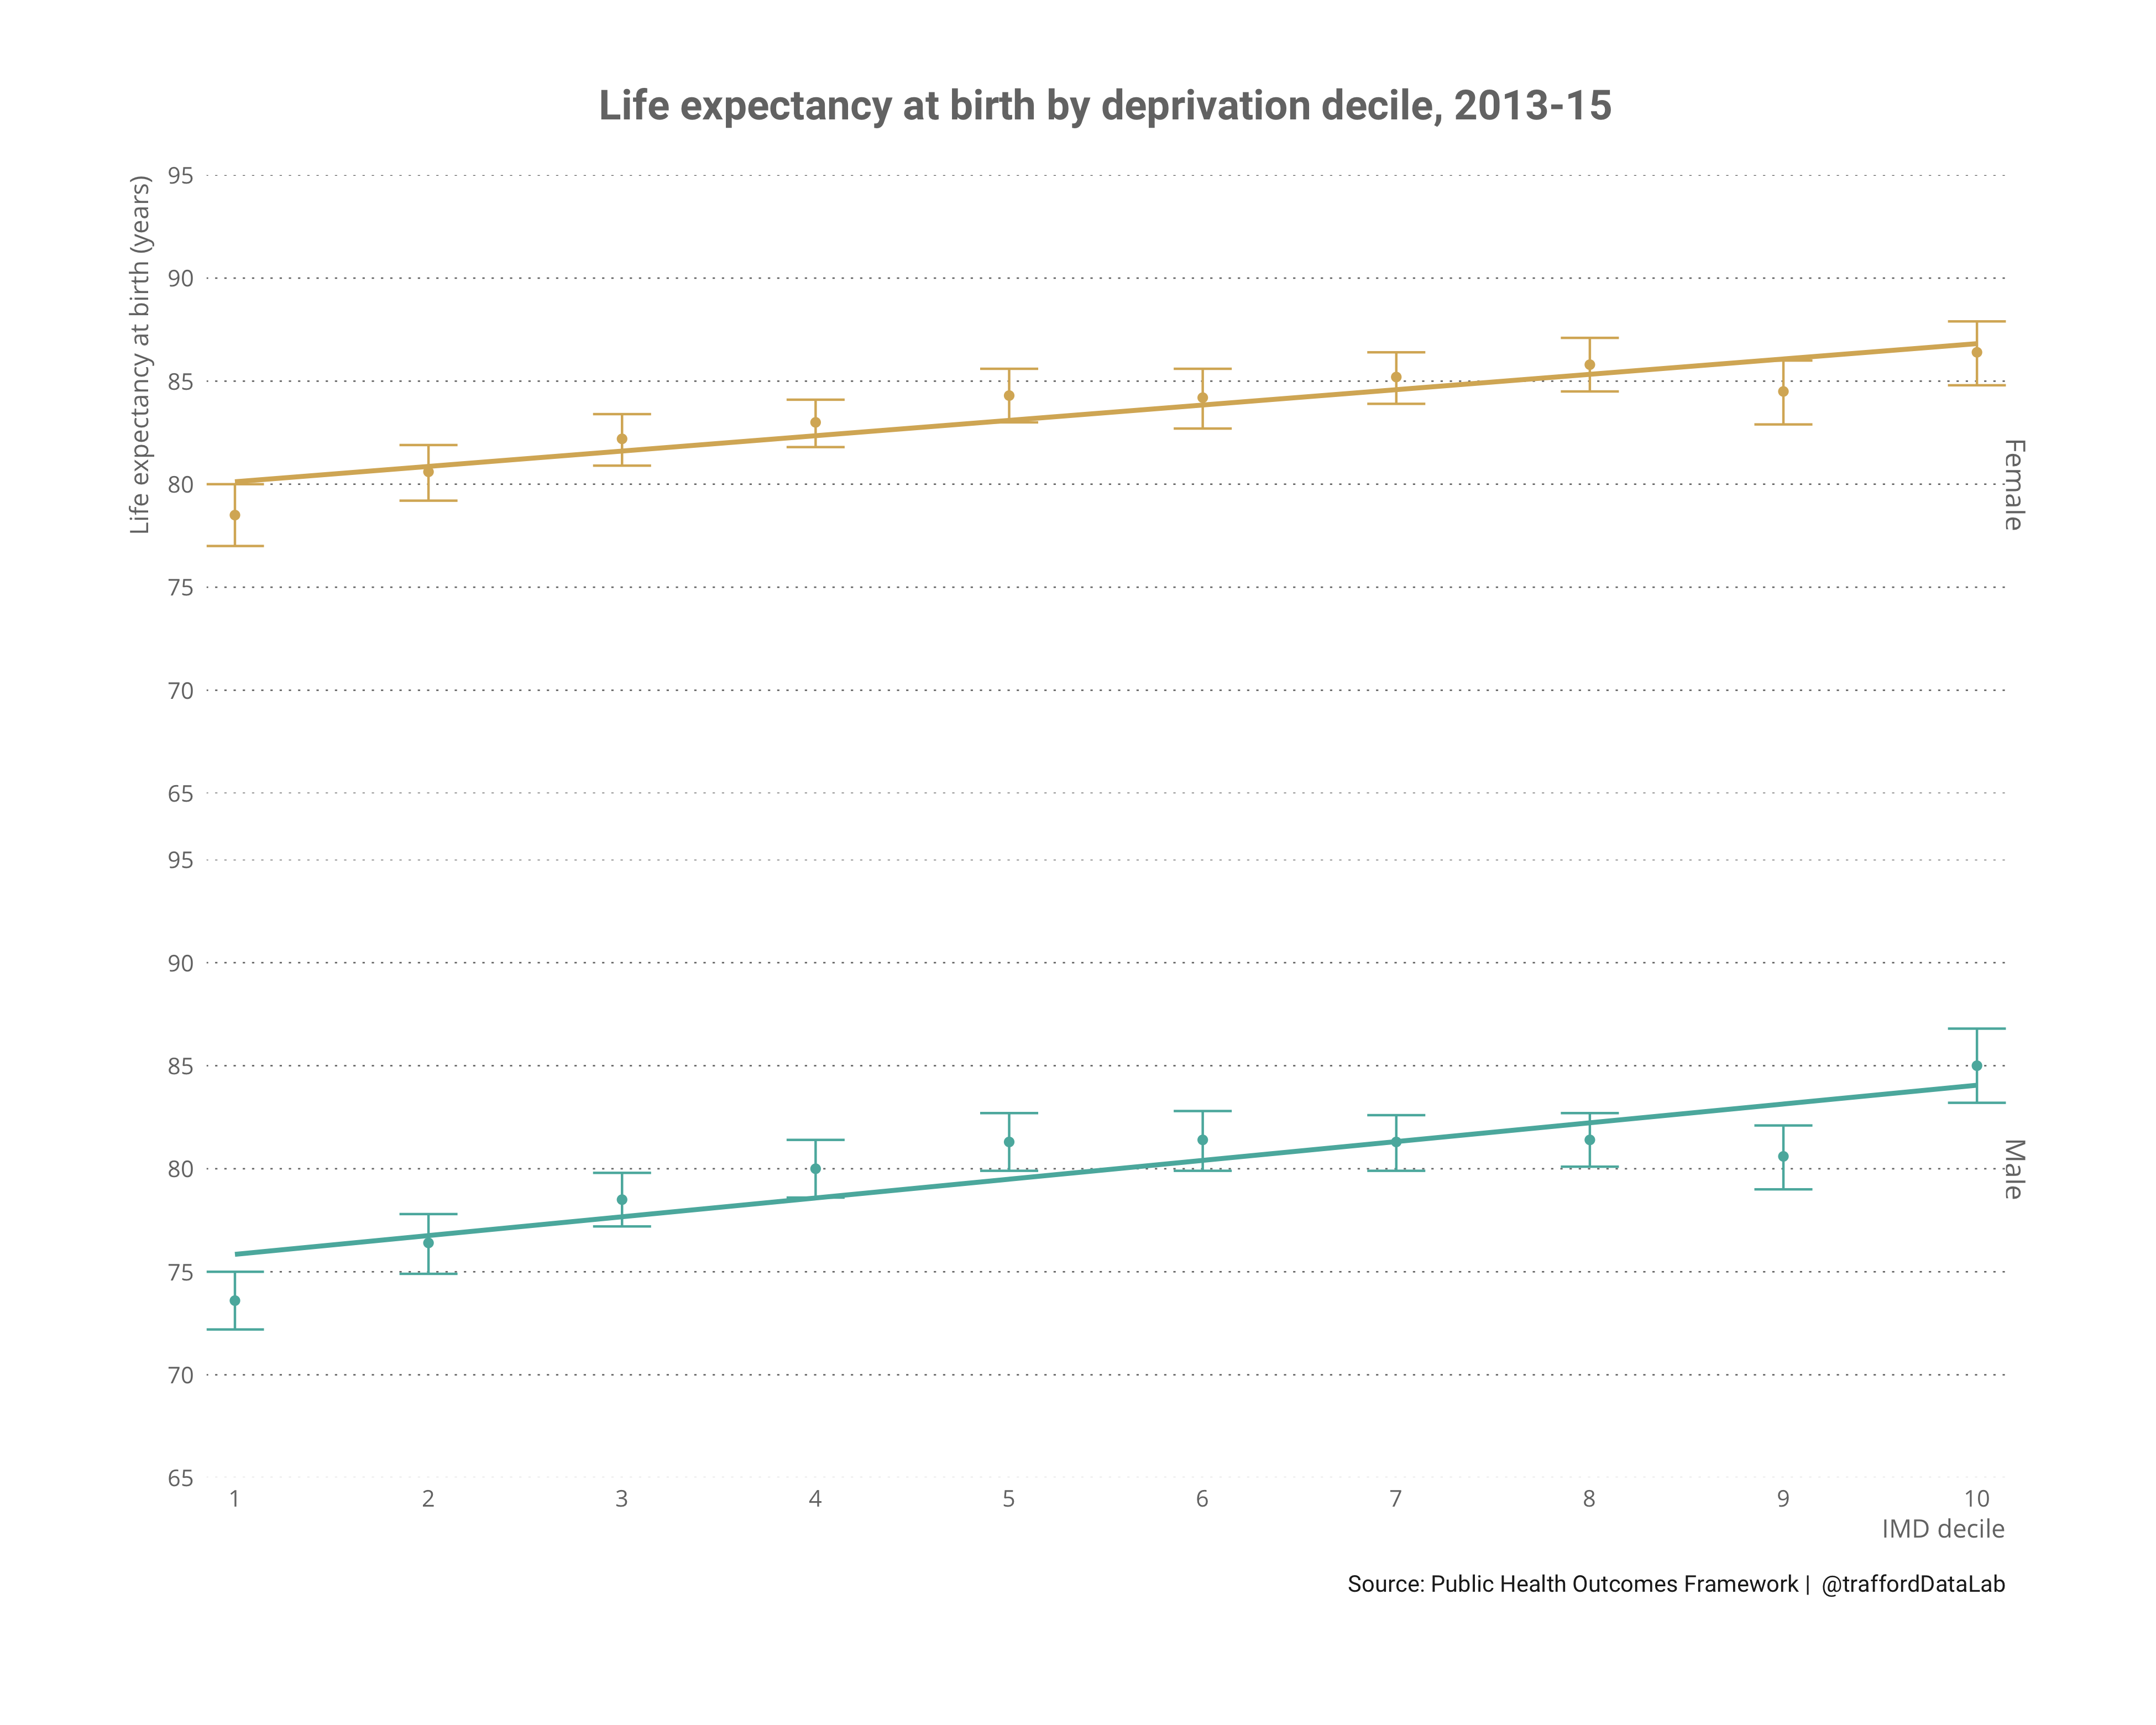 Life expectancy at birth by deprivation decile, 2013-15
Life expectancy at birth (years)
95
90
85
80
75
70
65
Female
95
90
85
80
75
70
65
Male
1 2 3 4 5 6 7 8 9 10
IMD decile
Source: Public Health Outcomes Framework | @traffordDataLab